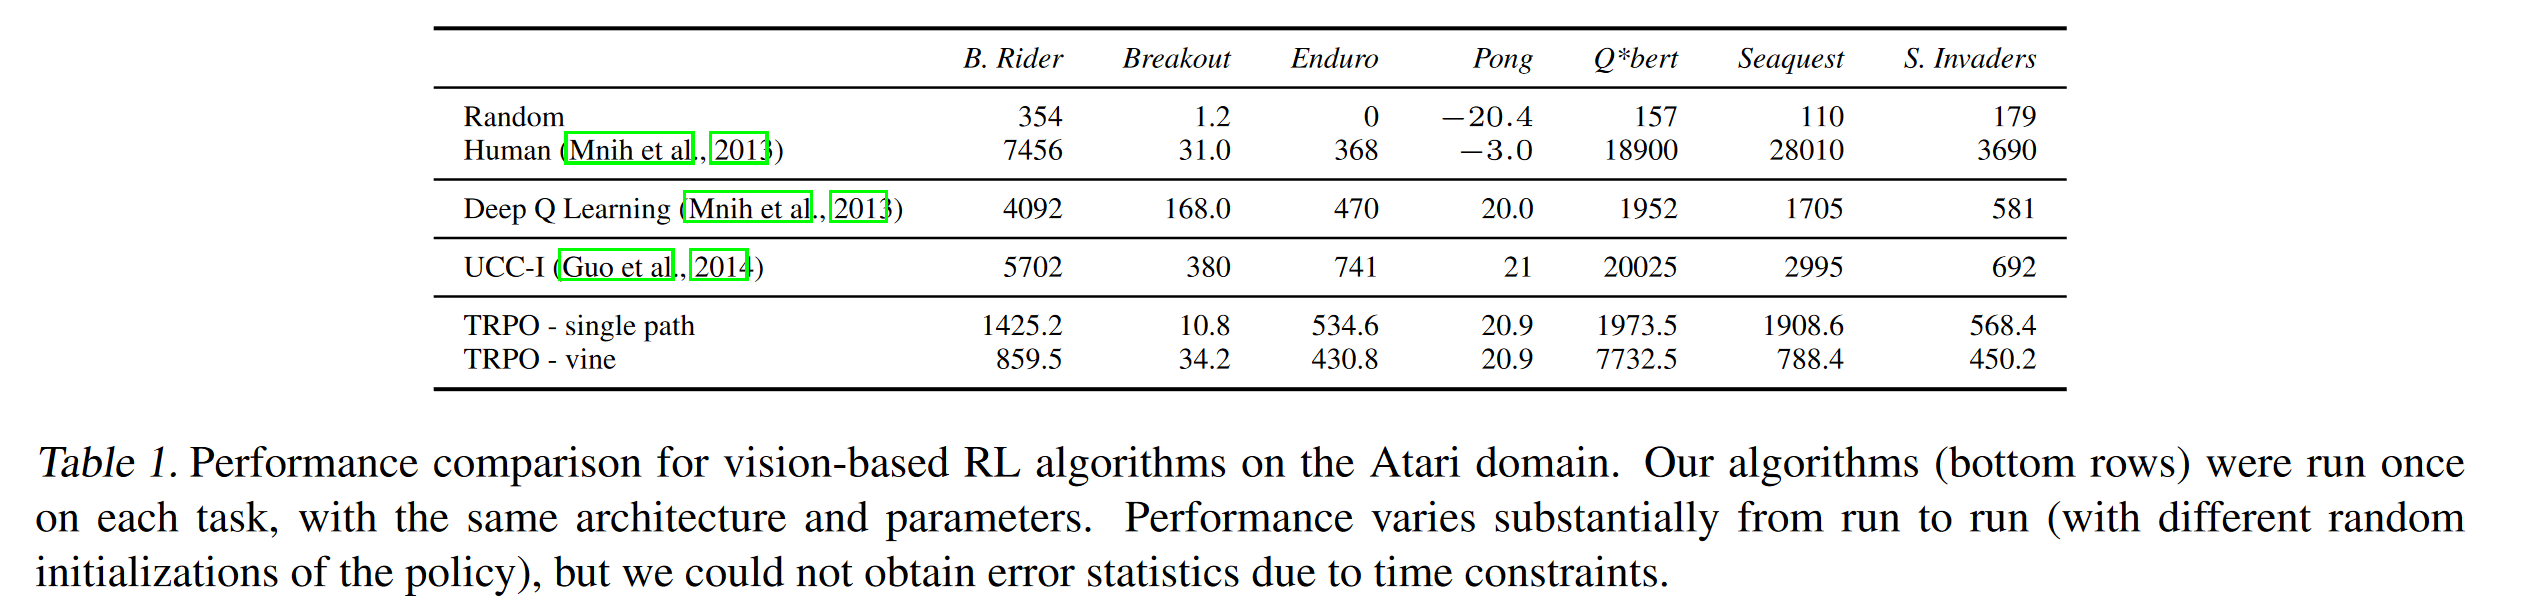 B. Rider Breakout Enduro Pong Q*bert Seaquest S. Invaders
Random 354 1.2 0 −20.4 157 110 179
Human (Mnih et al., 2013) 7456 31.0 368 −3.0 18900 28010 3690
Deep Q Learning (Mnih et al., 2013) 4092 168.0 470 20.0 1952 1705 581
UCC-I (Guo et al., 2014) 5702 380 741 21 20025 2995 692
TRPO - single path 1425.2 10.8 534.6 20.9 1973.5 1908.6 568.4
TRPO - vine 859.5 34.2 430.8 20.9 7732.5 788.4 450.2
Table 1. Performance comparison for vision-based RL algorithms on the Atari domain. Our algorithms (bottom rows) were run once
on each task, with the same architecture and parameters. Performance varies substantially from run to run (with different random
initializations of the policy), but we could not obtain error statistics due to time constraints.